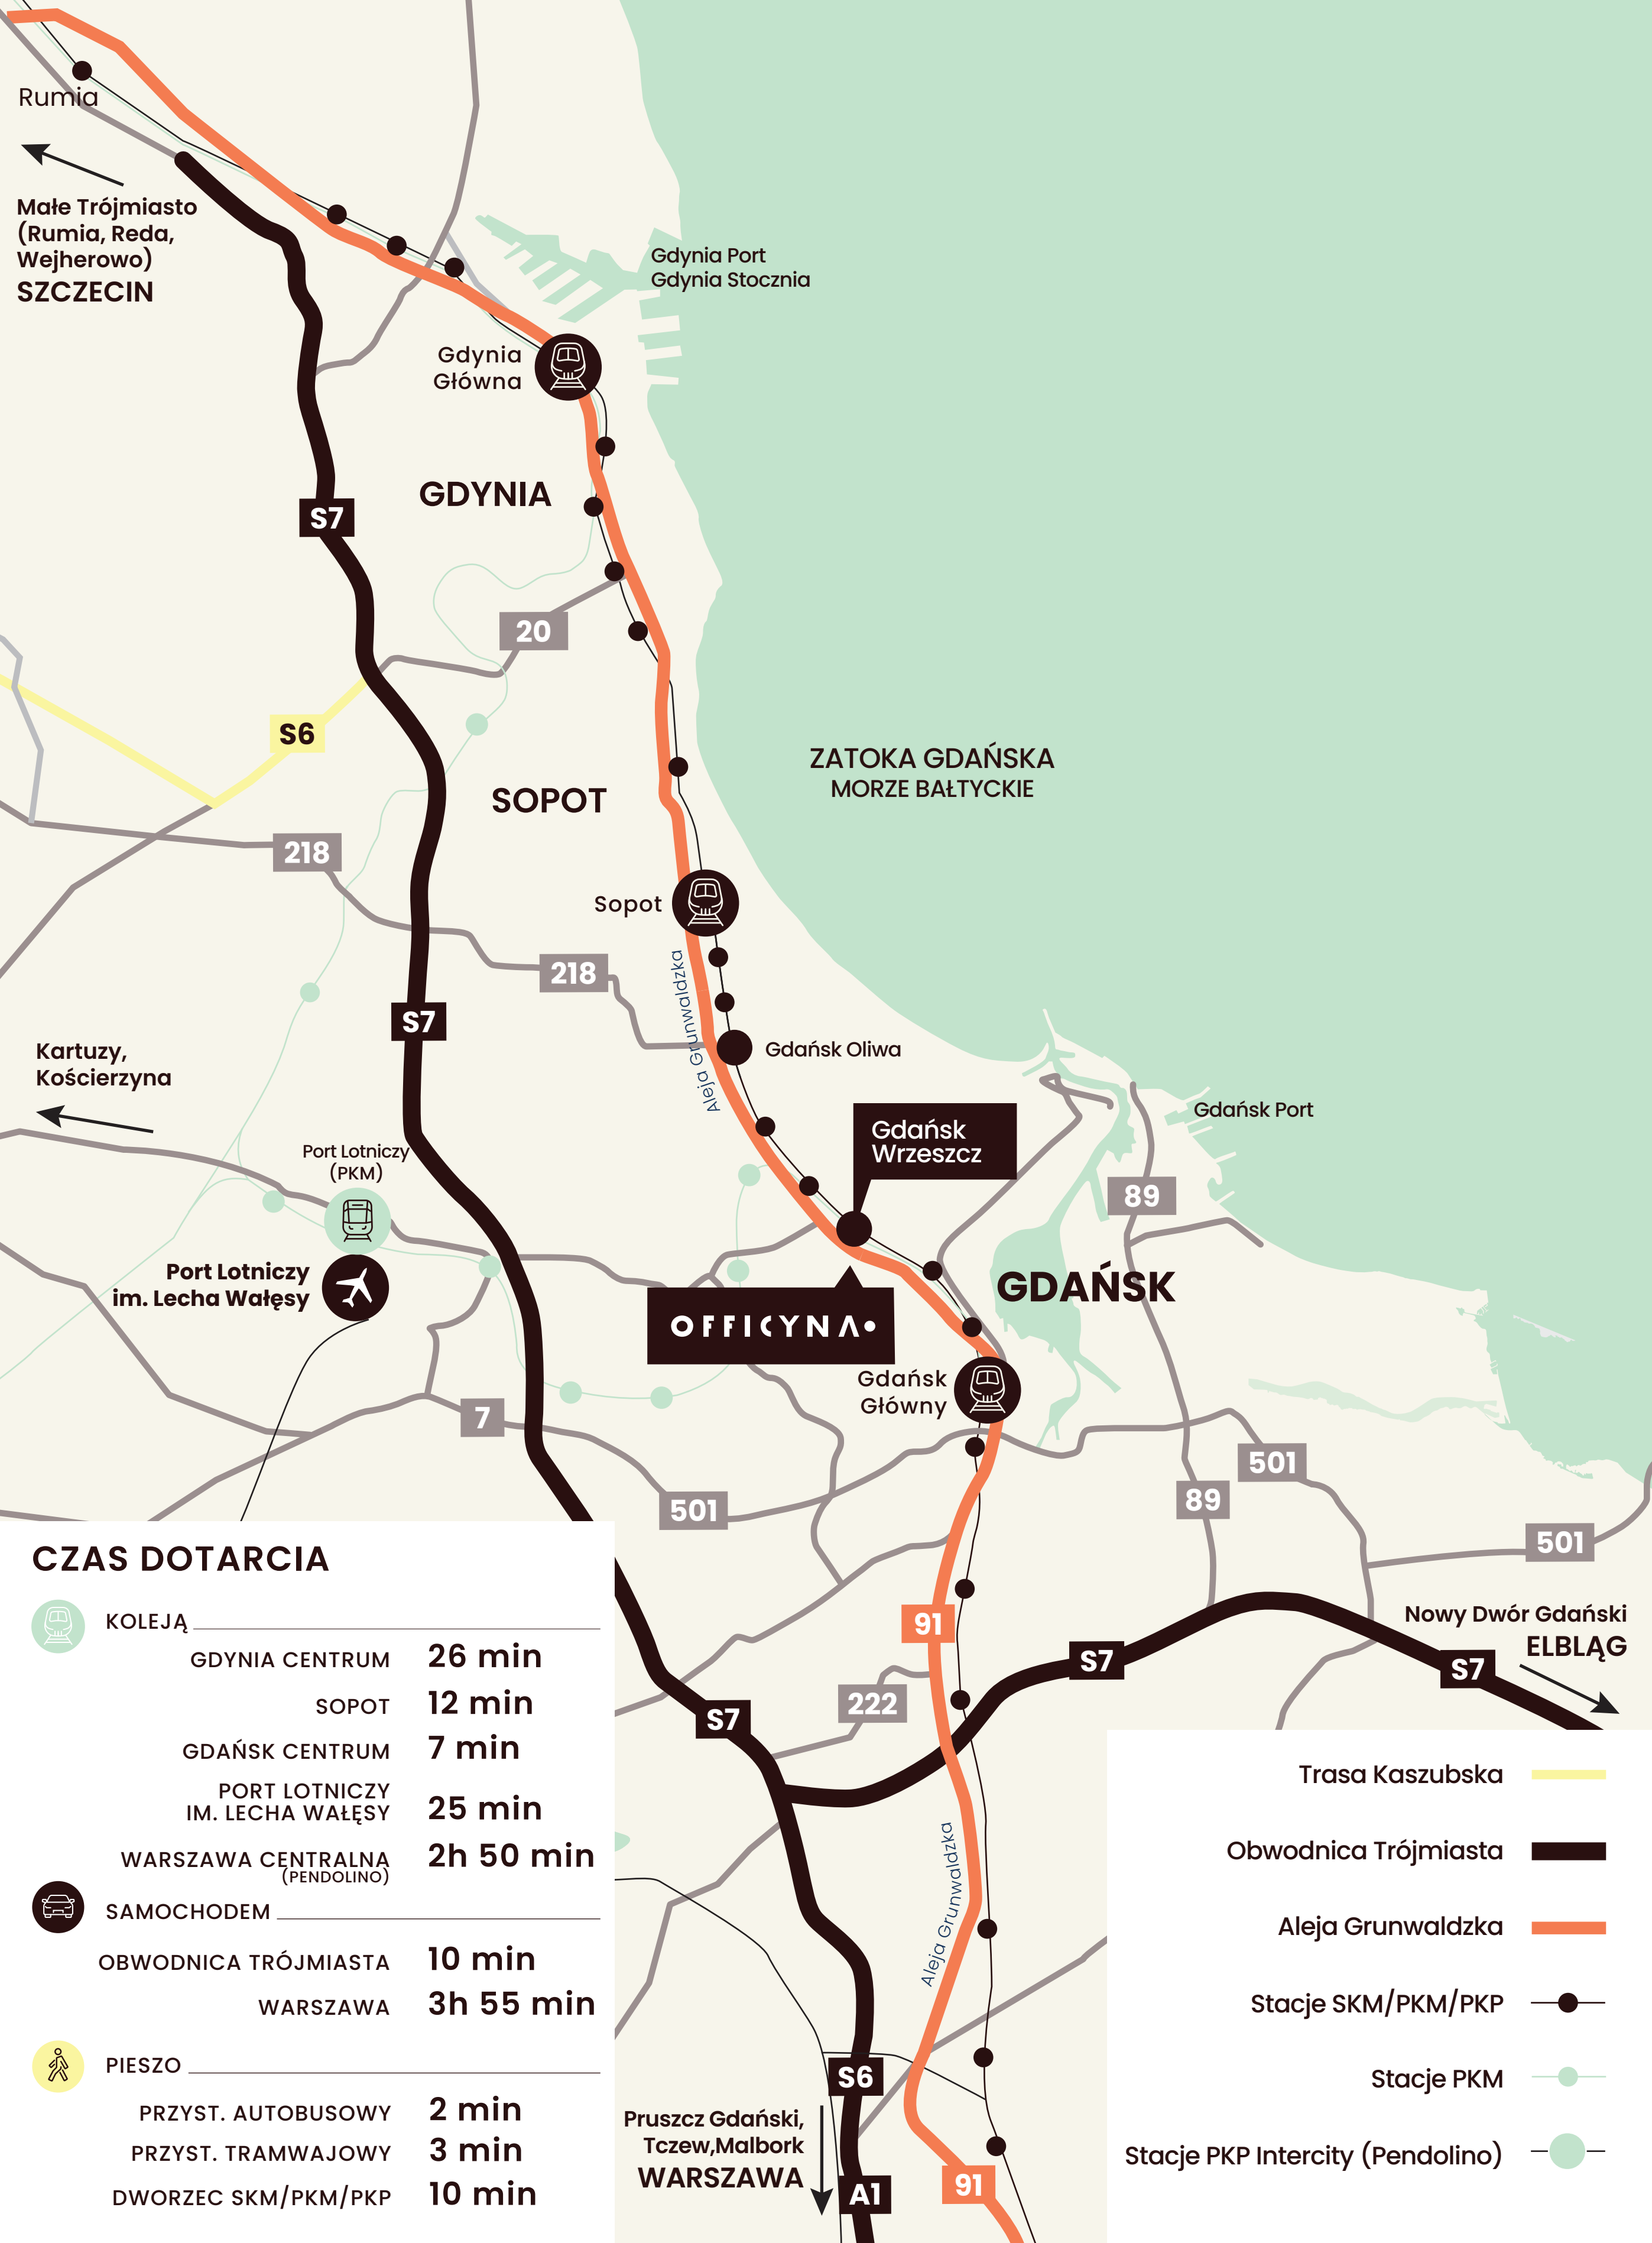 Rumia
Małe Trójmiasto
(Rumia, Reda,
Wejherowo)
SZCZECIN
Gdynia Port
Gdynia Stocznia
Gdynia
Główna
GDYNIA
S7
20
S6
ZATOKA GDAŃSKA
MORZE BAŁTYCKIE
SOPOT
218
Sopot
Aleja Grunwaldzka
218
S7
Kartuzy,
Kościerzyna
Gdańsk Oliwa
Gdańsk Port
Gdańsk
Wrzeszcz
Port Lotniczy
(PKM)
89
Port Lotniczy
im. Lecha Wałęsy
GDAŃSK
OFFICYNA
Gdańsk
Główny
7
501
501
89
501
91
Nowy Dwór Gdański
ELBLĄG
S7
S7
222
S7
Aleja Grunwaldzka
S6
Pruszcz Gdański,
Tczew,Malbork
WARSZAWA
A1
91
CZAS DOTARCIA
KOLEJĄ
GDYNIA CENTRUM 26 min
SOPOT 12 min
GDAŃSK CENTRUM 7 min
PORT LOTNICZY
IM. LECHA WAŁĘSY 25 min
WARSZAWA CENTRALNA 2h 50 min
(PENDOLINO)
SAMOCHODEM
OBWODNICA TRÓJMIASTA 10 min
WARSZAWA 3h 55 min
PIESZO
PRZYST. AUTOBUSOWY 2 min
PRZYST. TRAMWAJOWY 3 min
DWORZEC SKM/PKM/PKP 10 min
Trasa Kaszubska
Obwodnica Trójmiasta
Aleja Grunwaldzka
Stacje SKM/PKM/PKP
Stacje PKM
Stacje PKP Intercity (Pendolino)